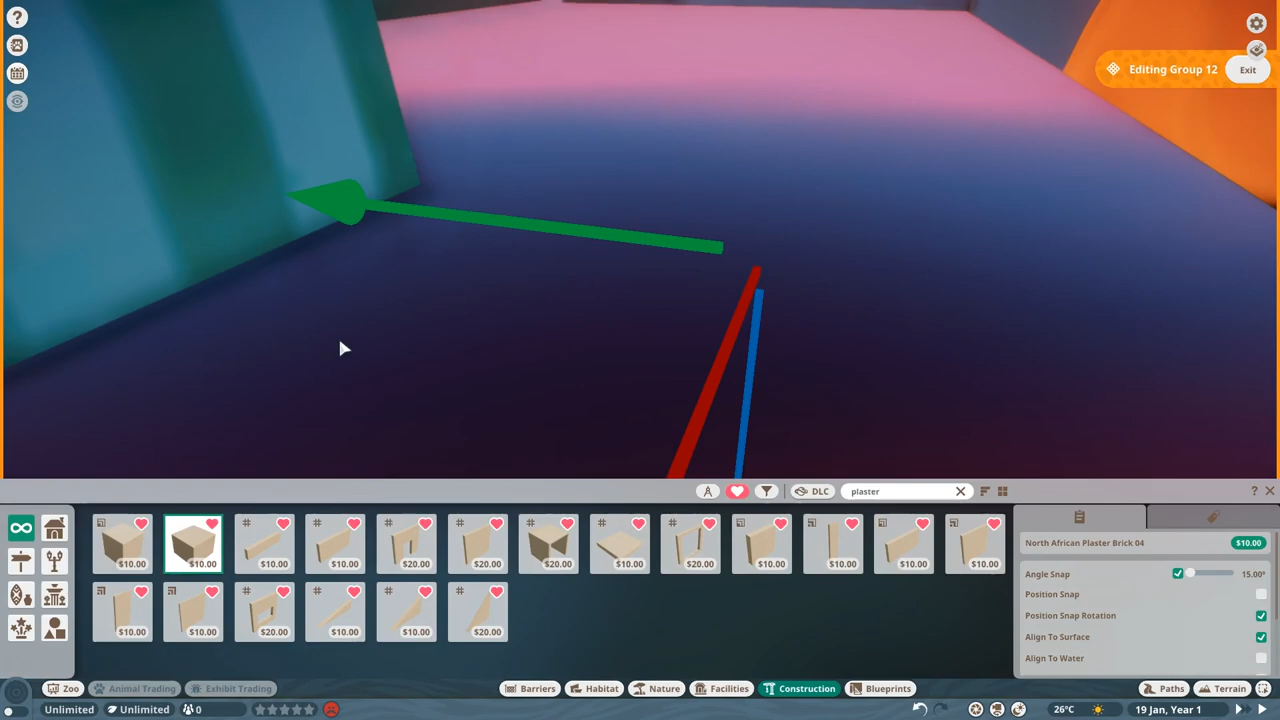 ?
Editing Group 12
Exit
DLC
plaster
?
$10.00
$10.00
$10.00
$10.00
$20.00
$10.00
$20.00
$10.00
$20.00
$10.00
$10.00
$10.00
$10.00
$10.00
$10.00
$20.00
$10.00
$10.00
$20.00
North African Plaster Brick 04
$10.00
Angle Snap
15.00°
Position Snap
Position Snap Rotation
Align To Surface
Align To Water
Zoo
Animal Trading
Exhibit Trading
Barriers
Habitat
Nature
Facilities
Construction
Blueprints
Paths
Terrain
Unlimited
Unlimited
0
26°C
19 Jan, Year 1